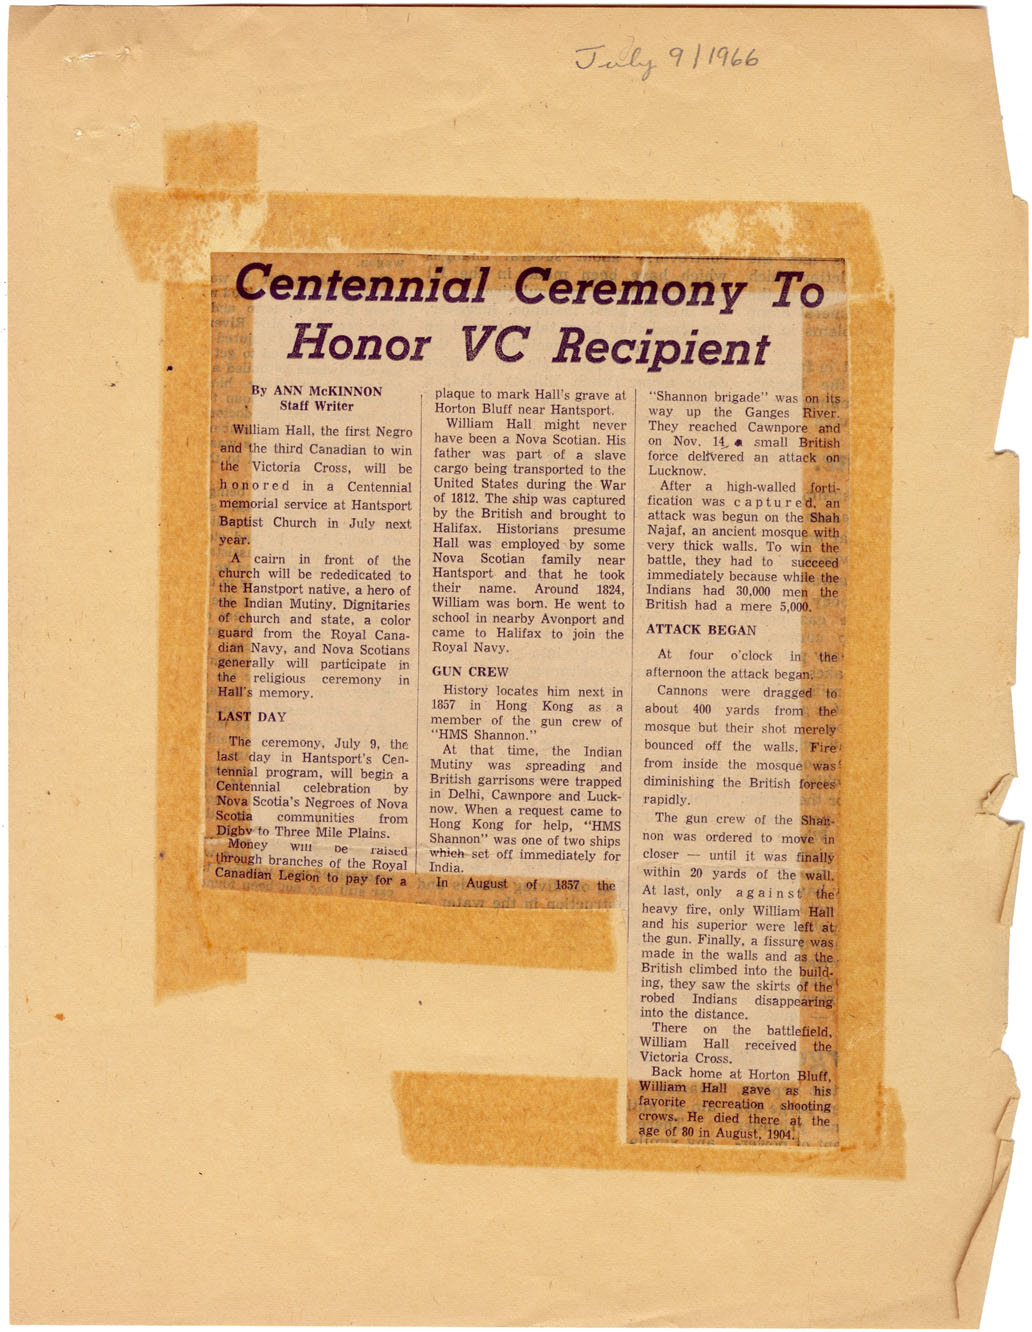 July 9/1966
Centennial Ceremony To
Honor VC Recipient
By ANN McKINNON
Staff Writer
William Hall, the first Negro
and the third Canadian to win
the Victoria Cross, will be
honored in a Centennial
memorial service at Hantsport
Baptist Church in July next
year.
A cairn in front of the
church will be rededicated to
the Hanstport native, a hero of
the Indian Mutiny. Dignitaries
of church and state, a color
guard from the Royal Cana-
dian Navy, and Nova Scotians
generally will participate in
the religious ceremony in
Hall's memory.
LAST DAY
The ceremony, July 9, the
last day in Hantsport's Cen-
tennial program, will begin a
Centennial celebration by
Nova Scotia's Negroes of Nova
Scotia communities from
Digby to Three Mile Plains.
Money will be raised
through branches of the Royal
Canadian Legion to pay for a
plaque to mark Hall's grave at
Horton Bluff near Hantsport.
William Hall might never
have been a Nova Scotian. His
father was part of a slave
cargo being transported to the
United States during the War
of 1812. The ship was captured
by the British and brought to
Halifax. Historians presume
Hall was employed by some
Nova Scotian family near
Hantsport and that he took
their name. Around 1824,
William was born. He went to
school in nearby Avonport and
came to Halifax to join the
Royal Navy.
GUN CREW
History locates him next in
1857 in Hong Kong as a
member of the gun crew of
"HMS Shannon."
At that time, the Indian
Mutiny was spreading and
British garrisons were trapped
in Delhi, Cawnpore and Luck-
now. When a request came to
Hong Kong for help, "HMS
Shannon" was one of two ships
which set off immediately for
India.
In August of 1857 the
"Shannon brigade" was on its
way up the Ganges River.
They reached Cawnpore and
on Nov. 14 a small British
force delivered an attack on
Lucknow.
After a high-walled forti-
fication was captured, an
attack was begun on the Shah
Najaf, an ancient mosque with
very thick walls. To win the
battle, they had to succeed
immediately because while the
Indians had 30,000 men the
British had a mere 5,000.
ATTACK BEGAN
At four o'clock in the
afternoon the attack began.
Cannons were dragged to
about 400 yards from the
mosque but their shot merely
bounced off the walls. Fire
from inside the mosque was
diminishing the British forces
rapidly.
The gun crew of the Shan-
non was ordered to move in
closer — until it was finally
within 20 yards of the wall.
At last, only against the
heavy fire, only William Hall
and his superior were left at
the gun. Finally, a fissure was
made in the walls and as the
British climbed into the build-
ing, they saw the skirts of the
robed Indians disappearing
into the distance.
There on the battlefield,
William Hall received the
Victoria Cross.
Back home at Horton Bluff,
William Hall gave as his
favorite recreation shooting
crows. He died there at the
age of 80 in August, 1904.